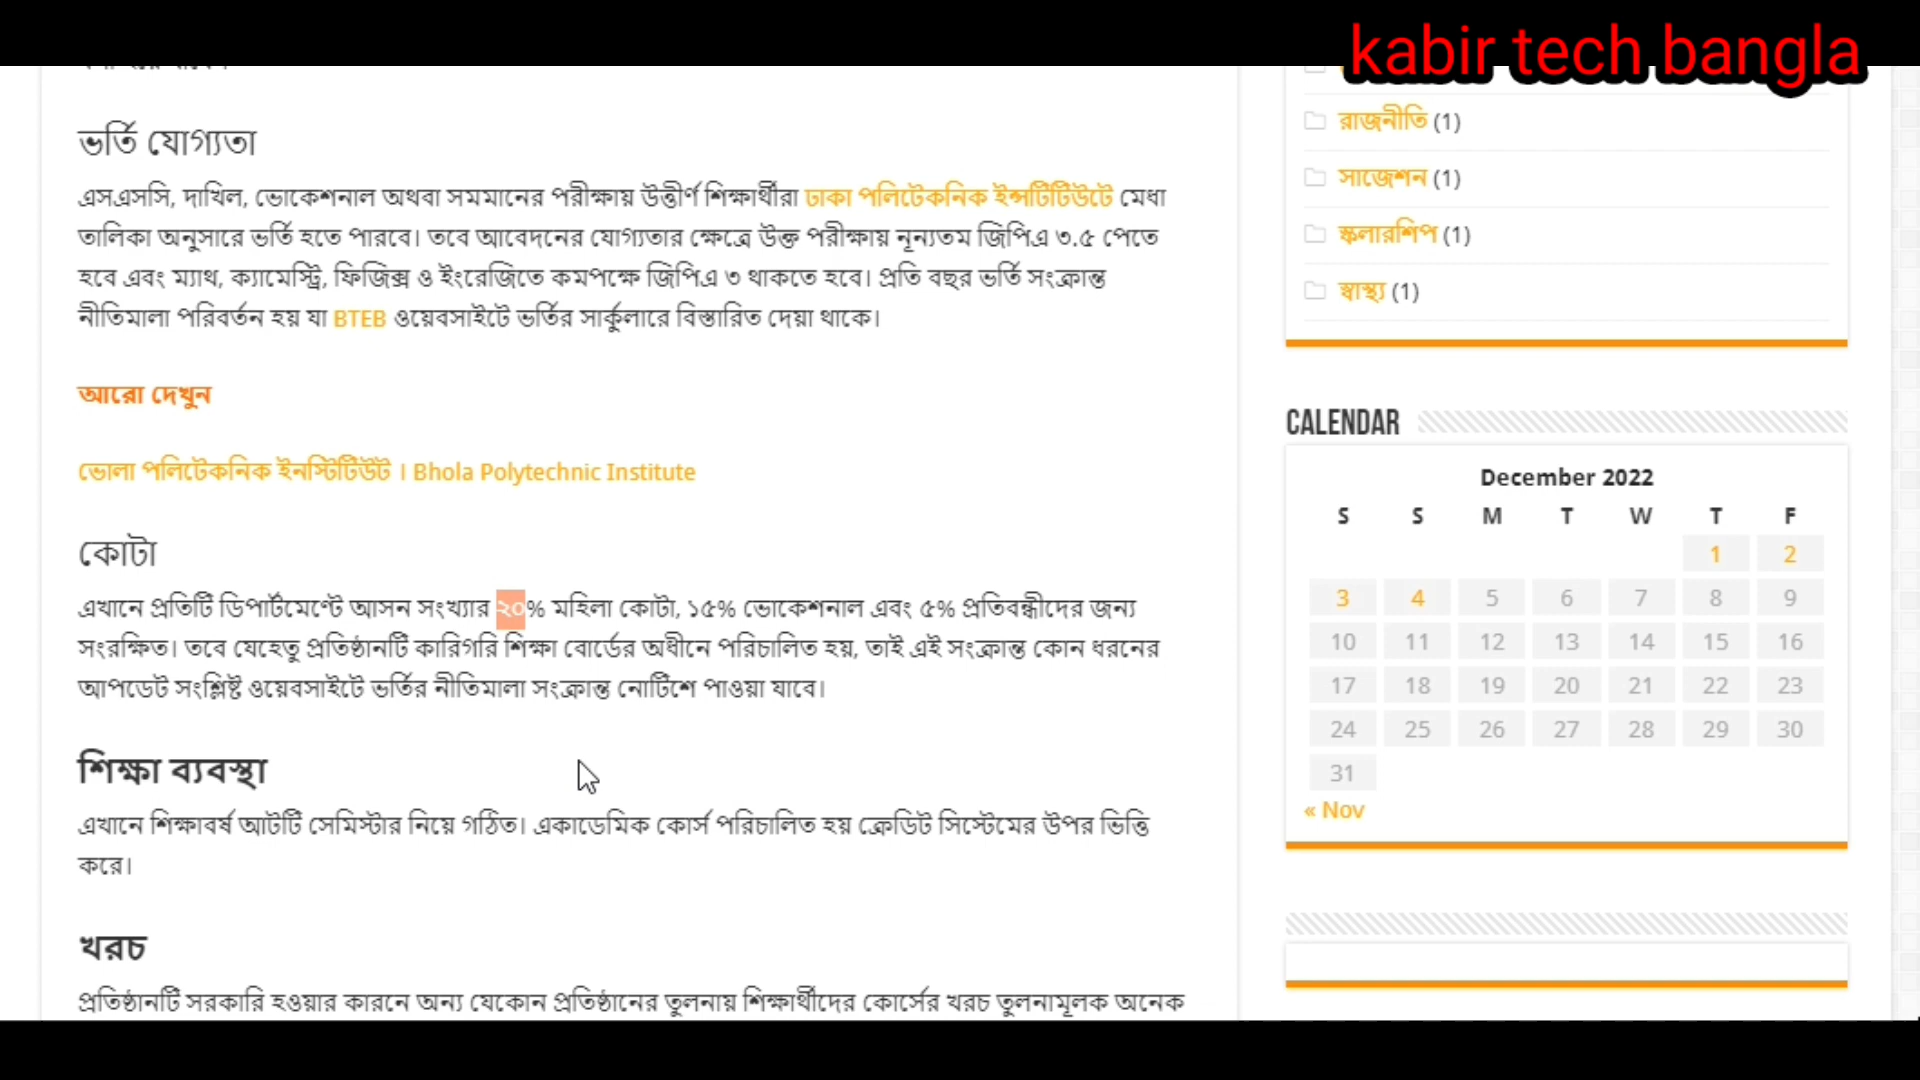 kabir tech bangla
ভর্তি যোগ্যতা
এসএসসি, দাখিল, ভোকেশনাল অথবা সমমানের পরীক্ষায় উত্তীর্ণ শিক্ষার্থীরা ঢাকা পলিটেকনিক ইন্সটিটিউটে মেধা
তালিকা অনুসারে ভর্তি হতে পারবে। তবে আবেদনের যোগ্যতার ক্ষেত্রে উক্ত পরীক্ষায় নূন্যতম জিপিএ ৩.৫ পেতে
হবে এবং ম্যাথ, ক্যামেস্ট্রি, ফিজিক্স ও ইংরেজিতে কমপক্ষে জিপিএ ৩ থাকতে হবে। প্রতি বছর ভর্তি সংক্রান্ত
নীতিমালা পরিবর্তন হয় যা BTEB ওয়েবসাইটে ভর্তির সার্কুলারে বিস্তারিত দেয়া থাকে।
আরো দেখুন
ভোলা পলিটেকনিক ইনস্টিটিউট । Bhola Polytechnic Institute
কোটা
এখানে প্রতিটি ডিপার্টমেণ্টে আসন সংখ্যার ২০% মহিলা কোটা, ১৫% ভোকেশনাল এবং ৫% প্রতিবন্ধীদের জন্য
সংরক্ষিত। তবে যেহেতু প্রতিষ্ঠানটি কারিগরি শিক্ষা বোর্ডের অধীনে পরিচালিত হয়, তাই এই সংক্রান্ত কোন ধরনের
আপডেট সংশ্লিষ্ট ওয়েবসাইটে ভর্তির নীতিমালা সংক্রান্ত নোটিশে পাওয়া যাবে।
শিক্ষা ব্যবস্থা
এখানে শিক্ষাবর্ষ আটটি সেমিস্টার নিয়ে গঠিত। একাডেমিক কোর্স পরিচালিত হয় ক্রেডিট সিস্টেমের উপর ভিত্তি
করে।
খরচ
প্রতিষ্ঠানটি সরকারি হওয়ার কারনে অন্য যেকোন প্রতিষ্ঠানের তুলনায় শিক্ষার্থীদের কোর্সের খরচ তুলনামূলক অনেক
রাজনীতি (1)
সাজেশন (1)
স্কলারশিপ (1)
স্বাস্থ্য (1)
CALENDAR
December 2022
S S M T W T F
1 2
3 4 5 6 7 8 9
10 11 12 13 14 15 16
17 18 19 20 21 22 23
24 25 26 27 28 29 30
31
« Nov